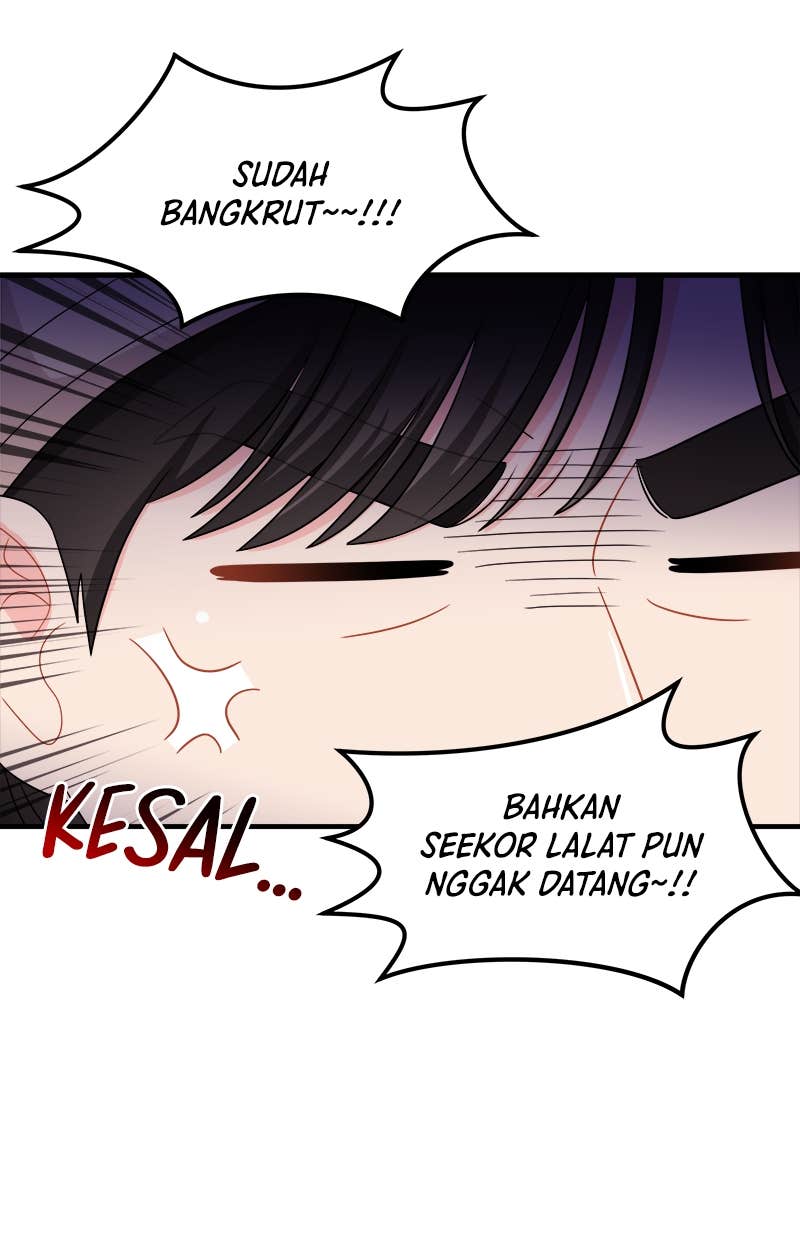 SUDAH
BANGKRUT~~!!!
KESAL...
BAHKAN
SEEKOR LALAT PUN
NGGAK DATANG~!!